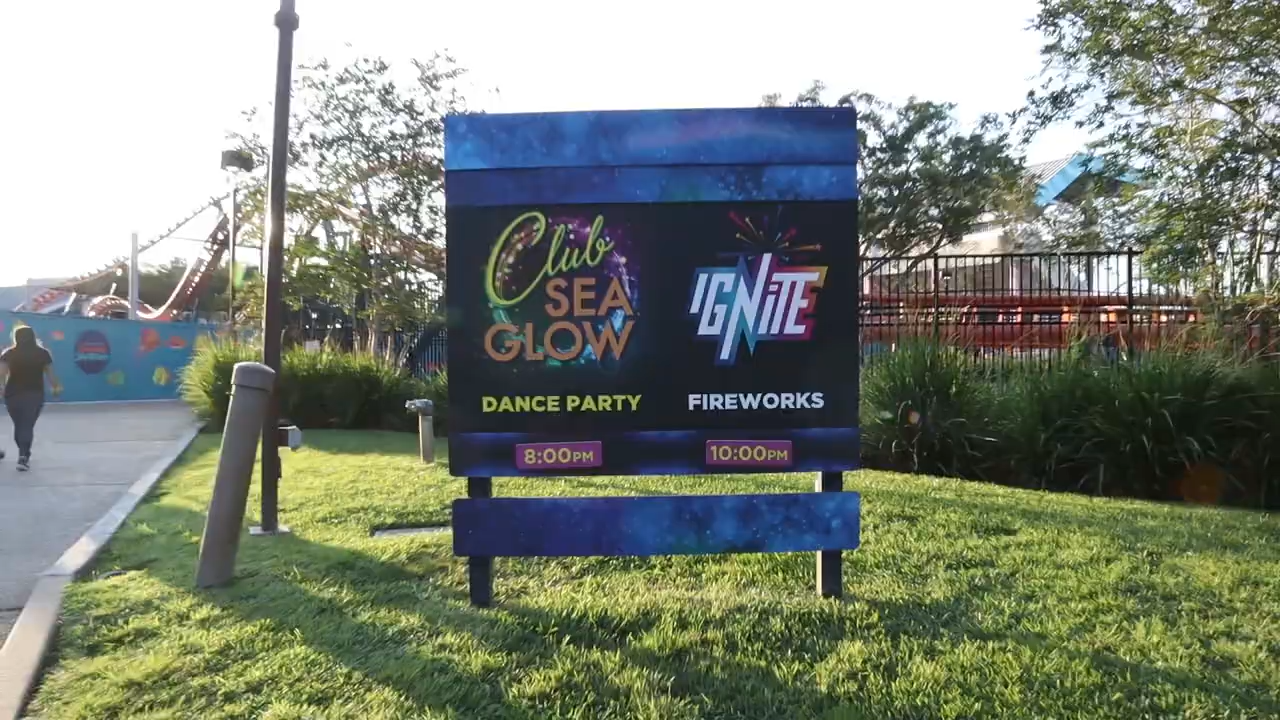 Club
SEA
GLOW
DANCE PARTY
8:00PM
IGNITE
FIREWORKS
10:00PM